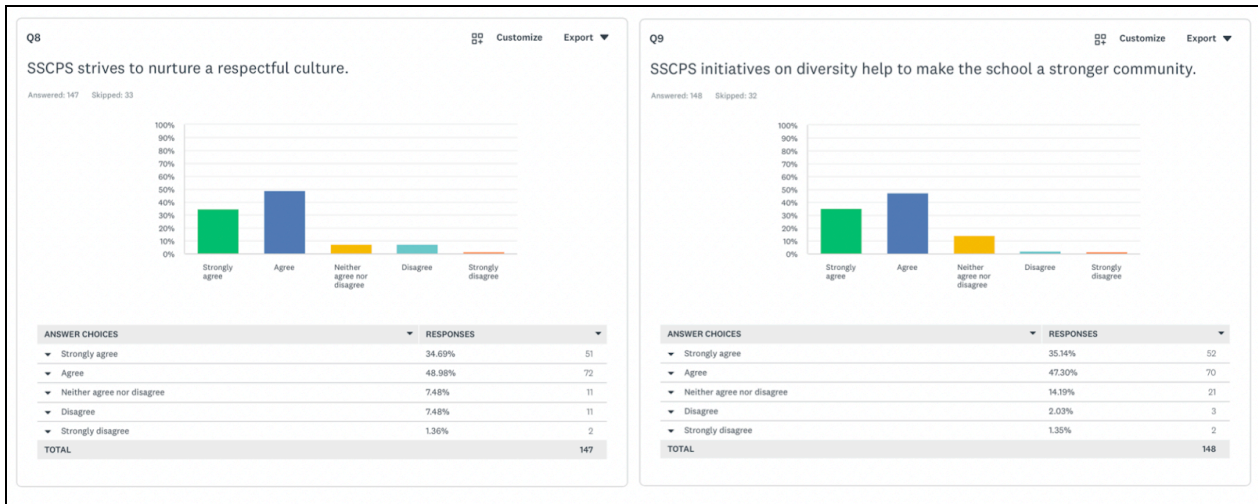 Q8
Customize Export
SSCPS strives to nurture a respectful culture.
Answered: 147 Skipped: 33
100%
90%
80%
70%
60%
50%
40%
30%
20%
10%
0%
Strongly agree
Agree
Neither agree nor disagree
Disagree
Strongly disagree
ANSWER CHOICES RESPONSES
Strongly agree 34.69% 51
Agree 48.98% 72
Neither agree nor disagree 7.48% 11
Disagree 7.48% 11
Strongly disagree 1.36% 2
TOTAL 147
Q9
Customize Export
SSCPS initiatives on diversity help to make the school a stronger community.
Answered: 148 Skipped: 32
100%
90%
80%
70%
60%
50%
40%
30%
20%
10%
0%
Strongly agree
Agree
Neither agree nor disagree
Disagree
Strongly disagree
ANSWER CHOICES RESPONSES
Strongly agree 35.14% 52
Agree 47.30% 70
Neither agree nor disagree 14.19% 21
Disagree 2.03% 3
Strongly disagree 1.35% 2
TOTAL 148